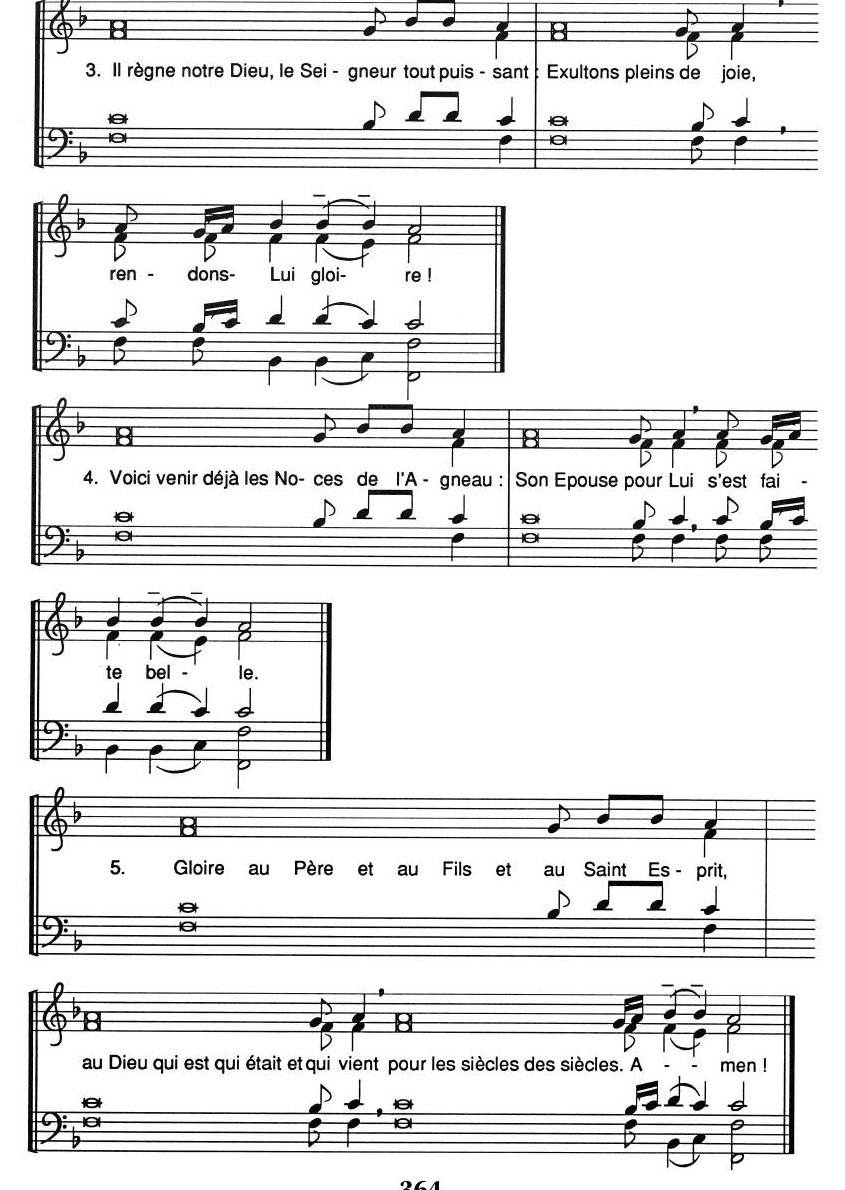 3. Il règne notre Dieu, le Sei - gneur tout puis - sant : Exultons pleins de joie,
ren - dons- Lui gloi- re !
4. Voici venir déjà les No- ces de l'A - gneau : Son Epouse pour Lui s'est fai -
te bel - le.
5. Gloire au Père et au Fils et au Saint Es - prit,
au Dieu qui est qui était et qui vient pour les siècles des siècles. A - - men !
364